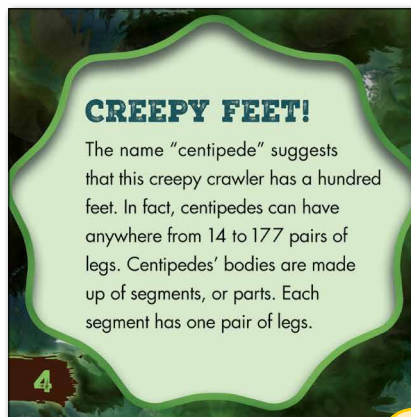 CREEPY FEET!
The name “centipede” suggests
that this creepy crawler has a hundred
feet. In fact, centipedes can have
anywhere from 14 to 177 pairs of
legs. Centipedes’ bodies are made
up of segments, or parts. Each
segment has one pair of legs.
4